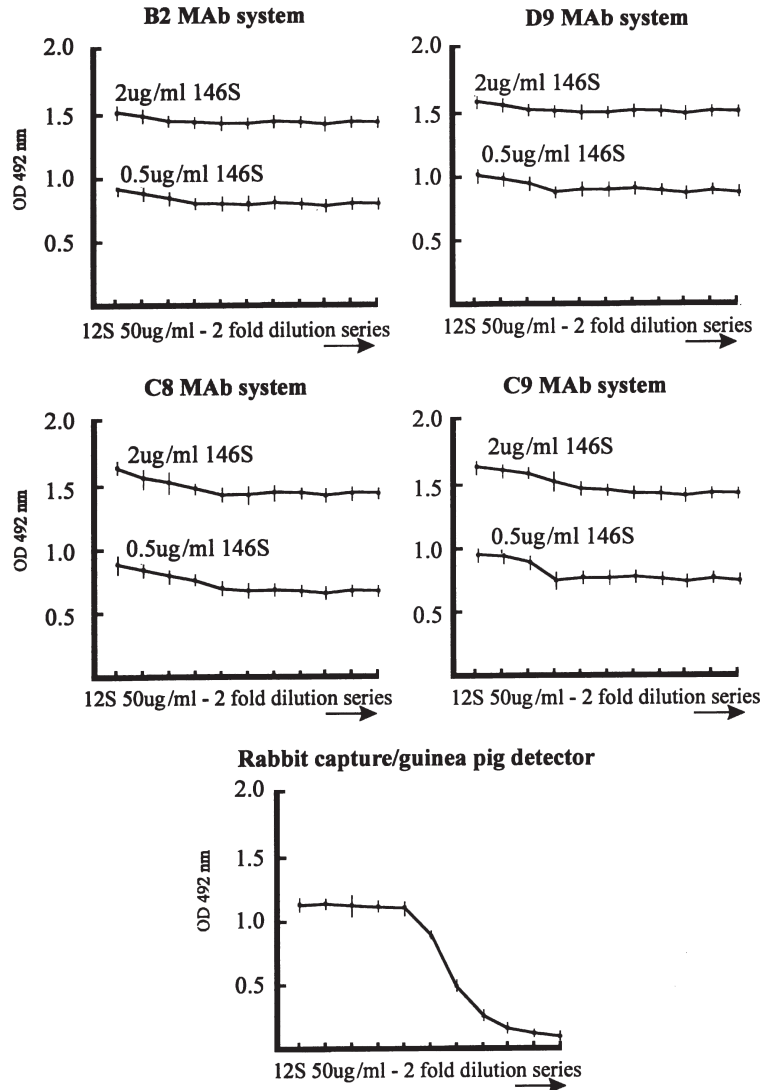 B2 MAb system
2.0
1.5
1.0
0.5
OD 492 nm
2ug/ml 146S
0.5ug/ml 146S
12S 50ug/ml - 2 fold dilution series
D9 MAb system
2.0
1.5
1.0
0.5
2ug/ml 146S
0.5ug/ml 146S
12S 50ug/ml - 2 fold dilution series
C8 MAb system
2.0
1.5
1.0
0.5
OD 492 nm
2ug/ml 146S
0.5ug/ml 146S
12S 50ug/ml - 2 fold dilution series
C9 MAb system
2.0
1.5
1.0
0.5
2ug/ml 146S
0.5ug/ml 146S
12S 50ug/ml - 2 fold dilution series
Rabbit capture/guinea pig detector
2.0
1.5
1.0
0.5
OD 492 nm
12S 50ug/ml - 2 fold dilution series